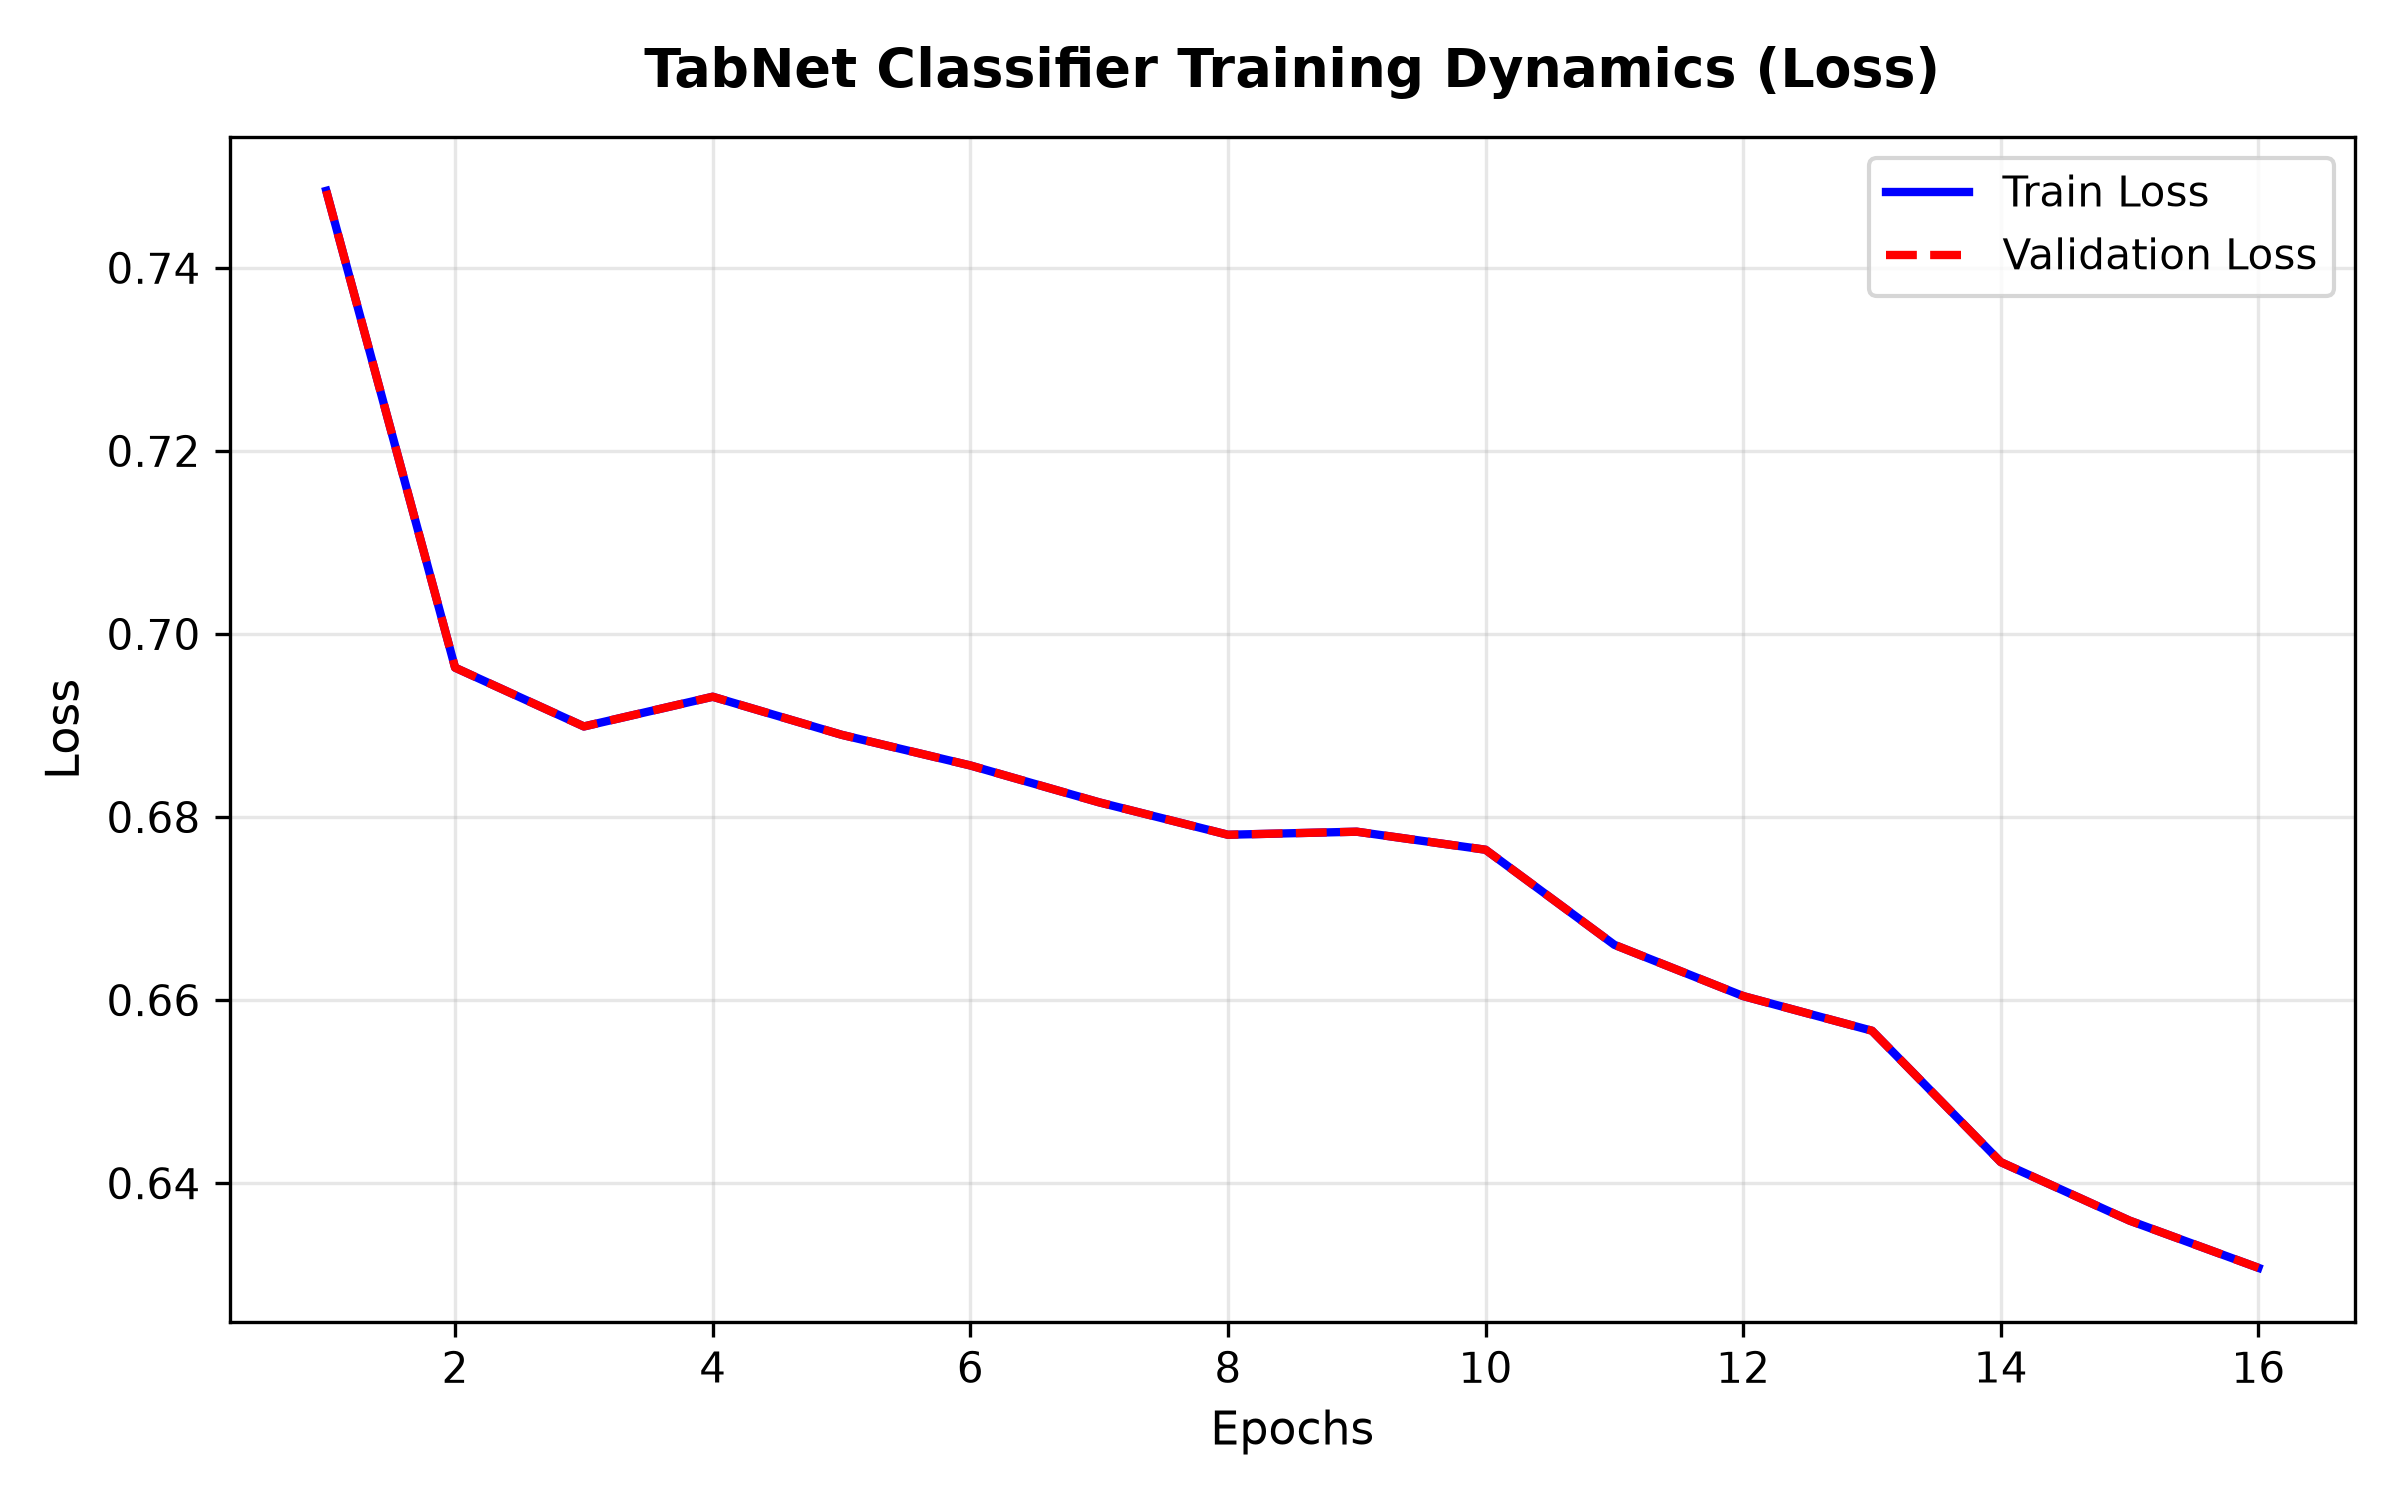 TabNet Classifier Training Dynamics (Loss)
Train Loss
Validation Loss
Loss
0.74
0.72
0.70
0.68
0.66
0.64
2 4 6 8 10 12 14 16
Epochs